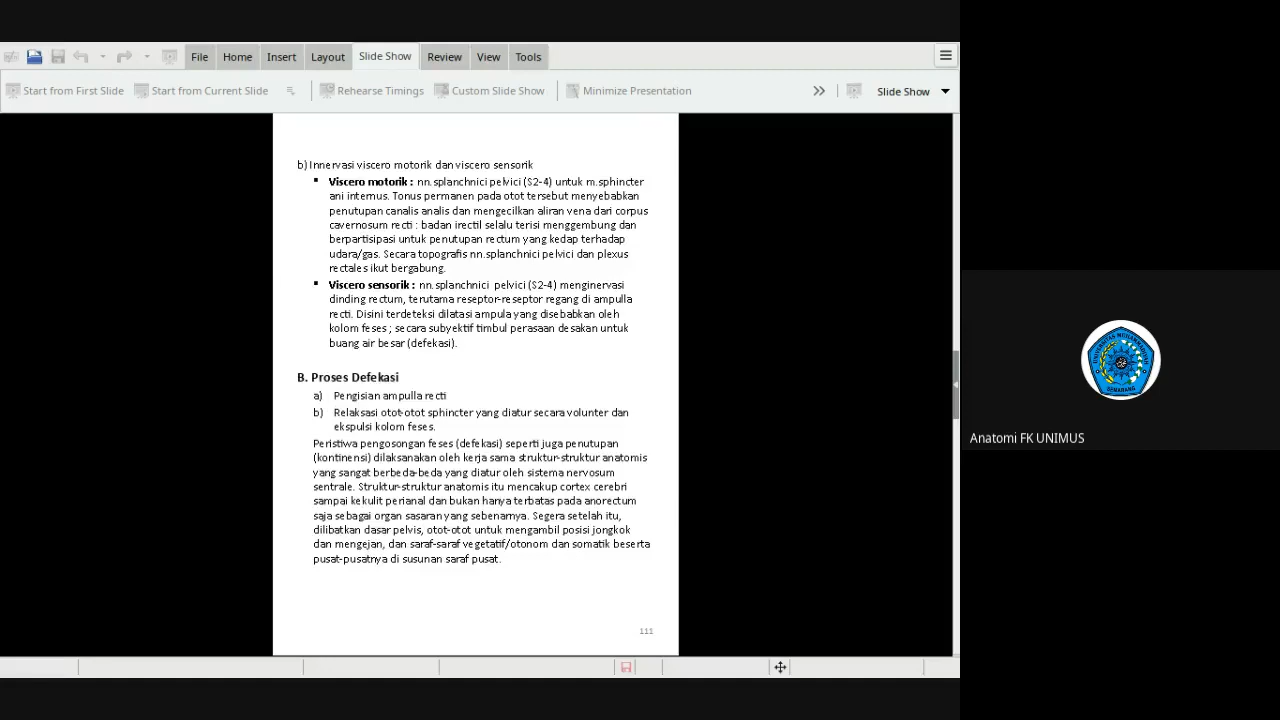 File Home Insert Layout Slide Show Review View Tools
Start from First Slide Start from Current Slide Rehearse Timings Custom Slide Show Minimize Presentation Slide Show
b) Innervasi viscero motorik dan viscero sensorik
▪ Viscero motorik : nn.splanchnici pelvici (S2-4) untuk m.sphincter
ani internus. Tonus permanen pada otot tersebut menyebabkan
penutupan canalis analis dan mengecilkan aliran vena dari corpus
cavernosum recti : badan irectil selalu terisi menggembung dan
berpartisipasi untuk penutupan rectum yang kedap terhadap
udara/gas. Secara topografis nn.splanchnici pelvici dan plexus
rectales ikut bergabung.
▪ Viscero sensorik : nn.splanchnici pelvici (S2-4) menginervasi
dinding rectum, terutama reseptor-reseptor regang di ampulla
recti. Disini terdeteksi dilatasi ampula yang disebabkan oleh
kolom feses ; secara subyektif timbul perasaan desakan untuk
buang air besar (defekasi).
B. Proses Defekasi
a) Pengisian ampulla recti
b) Relaksasi otot-otot sphincter yang diatur secara volunter dan
ekspulsi kolom feses.
Peristiwa pengosongan feses (defekasi) seperti juga penutupan
(kontinensi) dilaksanakan oleh kerja sama struktur-struktur anatomis
yang sangat berbeda-beda yang diatur oleh sistema nervosum
sentrale. Struktur-struktur anatomis itu mencakup cortex cerebri
sampai kekulit perianal dan bukan hanya terbatas pada anorectum
saja sebagai organ sasaran yang sebenarnya. Segera setelah itu,
dilibatkan dasar pelvis, otot-otot untuk mengambil posisi jongkok
dan mengejan, dan saraf-saraf vegetatif/otonom dan somatik beserta
pusat-pusatnya di susunan saraf pusat.
111
Anatomi FK UNIMUS